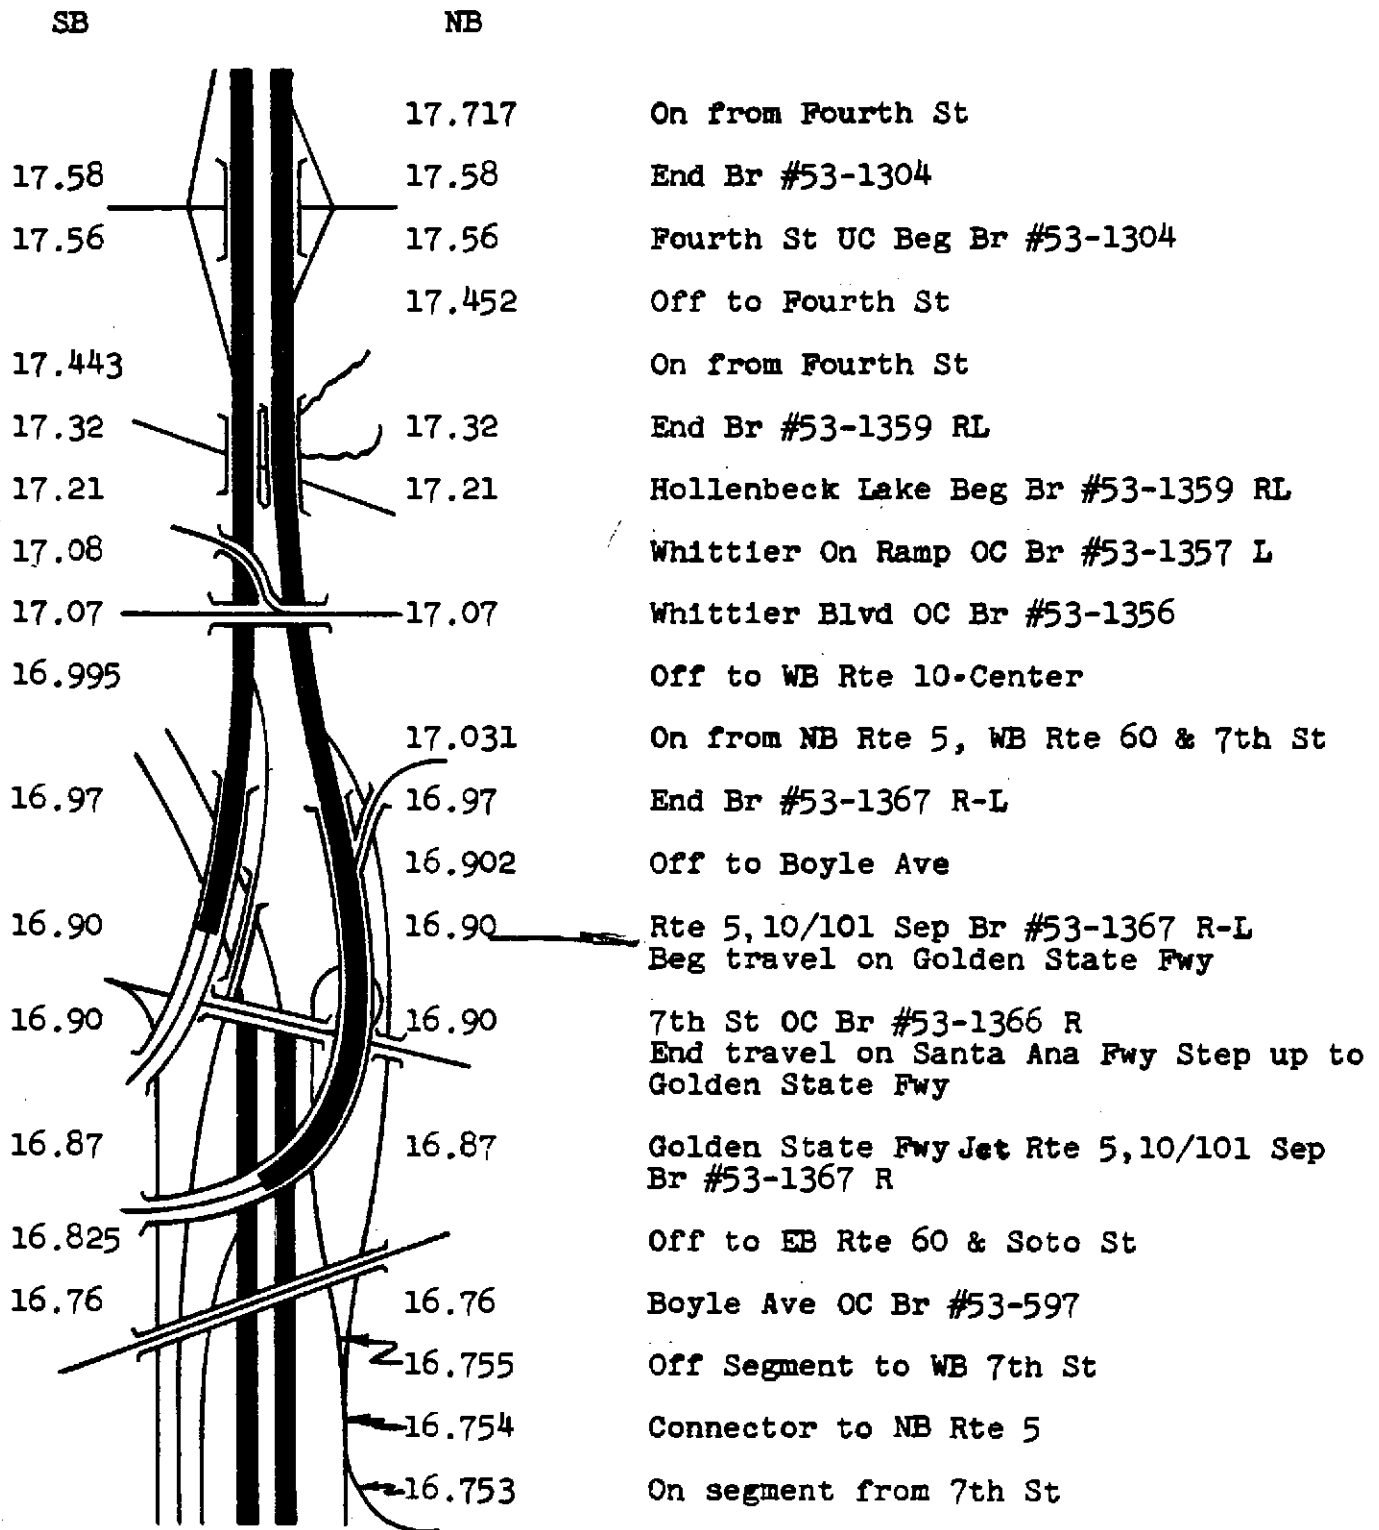 SB NB
17.717 On from Fourth St
17.58 17.58 End Br #53-1304
17.56 17.56 Fourth St UC Beg Br #53-1304
17.452 Off to Fourth St
17.443 On from Fourth St
17.32 17.32 End Br #53-1359 RL
17.21 17.21 Hollenbeck Lake Beg Br #53-1359 RL
17.08 Whittier On Ramp OC Br #53-1357 L
17.07 17.07 Whittier Blvd OC Br #53-1356
16.995 Off to WB Rte 10-Center
17.031 On from NB Rte 5, WB Rte 60 & 7th St
16.97 16.97 End Br #53-1367 R-L
16.902 Off to Boyle Ave
16.90 16.90 Rte 5,10/101 Sep Br #53-1367 R-L
Beg travel on Golden State Fwy
16.90 16.90 7th St OC Br #53-1366 R
End travel on Santa Ana Fwy Step up to
Golden State Fwy
16.87 16.87 Golden State Fwy Jct Rte 5,10/101 Sep
Br #53-1367 R
16.825 Off to EB Rte 60 & Soto St
16.76 16.76 Boyle Ave OC Br #53-597
16.755 Off Segment to WB 7th St
16.754 Connector to NB Rte 5
16.753 On segment from 7th St